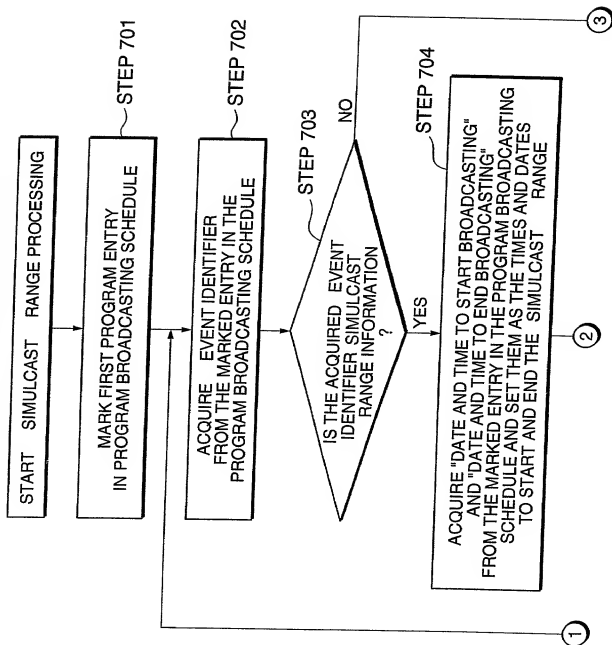 START SIMULCAST RANGE PROCESSING
STEP 701
MARK FIRST PROGRAM ENTRY
IN PROGRAM BROADCASTING SCHEDULE
STEP 702
ACQUIRE EVENT IDENTIFIER
FROM THE MARKED ENTRY IN THE
PROGRAM BROADCASTING SCHEDULE
STEP 703
IS THE ACQUIRED EVENT
IDENTIFIER SIMULCAST
RANGE INFORMATION
?
NO
YES
STEP 704
ACQUIRE "DATE AND TIME TO START BROADCASTING"
AND "DATE AND TIME TO END BROADCASTING"
FROM THE MARKED ENTRY IN THE PROGRAM BROADCASTING
SCHEDULE AND SET THEM AS THE TIMES AND DATES
TO START AND END THE SIMULCAST RANGE
1
2
3